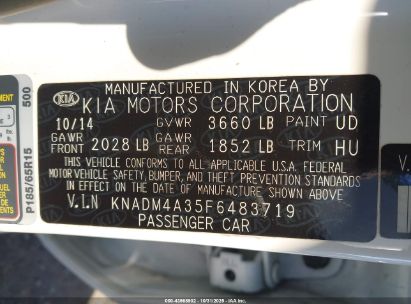 MANUFACTURED IN KOREA BY
KIA KIA MOTORS CORPORATION
10/14 GVWR 3660 LB PAINT UD
GAWR FRONT 2028 LB GAWR REAR 1852 LB TRIM HU
THIS VEHICLE CONFORMS TO ALL APPLICABLE U.S.A. FEDERAL
MOTOR VEHICLE SAFETY, BUMPER, AND THEFT PREVENTION STANDARDS
IN EFFECT ON THE DATE OF MANUFACTURE SHOWN ABOVE.
V.I.N KNADM4A35F6483719
PASSENGER CAR
500
P185/65R15